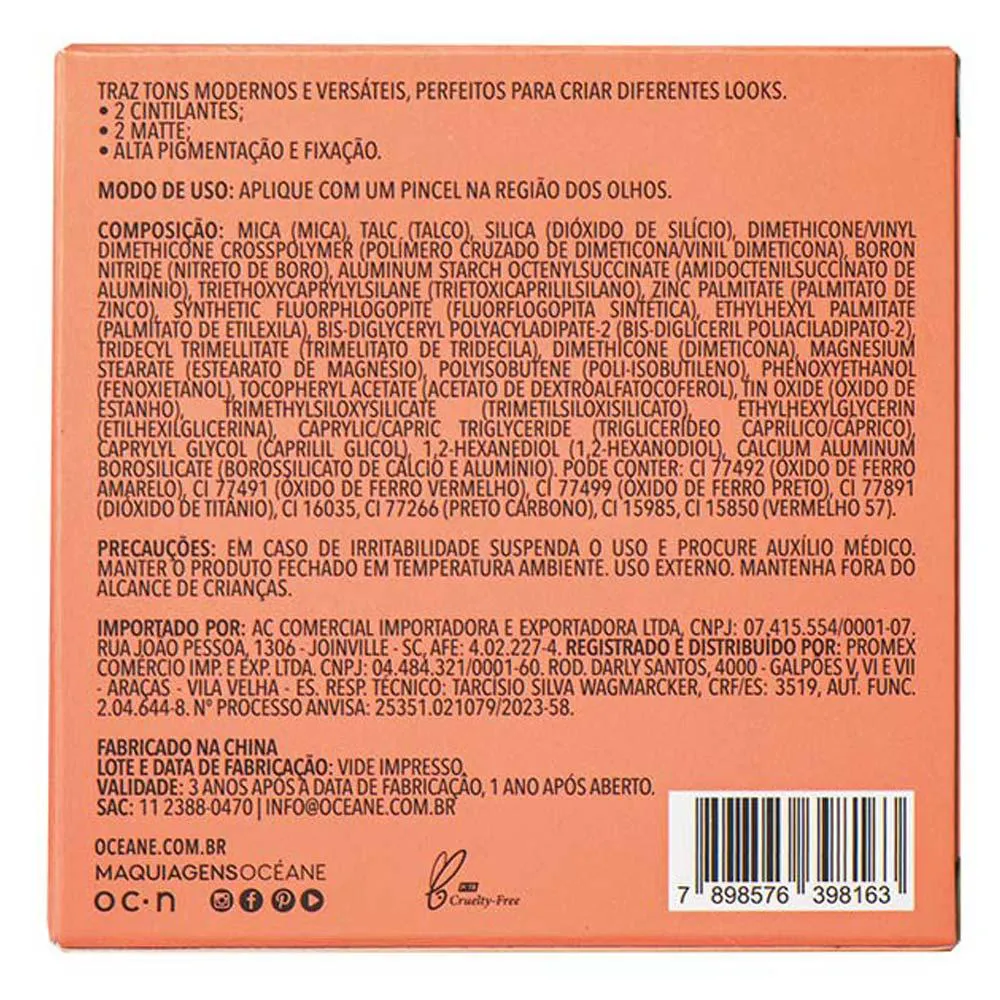 TRAZ TONS MODERNOS E VERSÁTEIS, PERFEITOS PARA CRIAR DIFERENTES LOOKS.
• 2 CINTILANTES;
• 2 MATTE;
• ALTA PIGMENTAÇÃO E FIXAÇÃO.
MODO DE USO: APLIQUE COM UM PINCEL NA REGIÃO DOS OLHOS.
COMPOSIÇÃO: MICA (MICA), TALC (TALCO), SILICA (DIÓXIDO DE SILÍCIO), DIMETHICONE/VINYL
DIMETHICONE CROSSPOLYMER (POLÍMERO CRUZADO DE DIMETICONA/VINIL DIMETICONA), BORON
NITRIDE (NITRETO DE BORO), ALUMINUM STARCH OCTENYLSUCCINATE (AMIDOCTENILSUCCINATO DE
ALUMÍNIO), TRIETHOXYCAPRYLYLSILANE (TRIETOXICAPRILILSILANO), ZINC PALMITATE (PALMITATO DE
ZINCO), SYNTHETIC FLUORPHLOGOPITE (FLUORFLOGOPITA SINTÉTICA), ETHYLHEXYL PALMITATE
(PALMITATO DE ETILEXILA), BIS-DIGLYCERYL POLYACYLADIPATE-2 (BIS-DIGLICERIL POLIACILADIPATO-2),
TRIDECYL TRIMELLITATE (TRIMELITATO DE TRIDECILA), DIMETHICONE (DIMETICONA), MAGNESIUM
STEARATE (ESTEARATO DE MAGNÉSIO), POLYISOBUTENE (POLI-ISOBUTILENO), PHENOXYETHANOL
(FENOXIETANOL), TOCOPHERYL ACETATE (ACETATO DE DEXTROALFATOCOFEROL), TIN OXIDE (ÓXIDO DE
ESTANHO), TRIMETHYLSILOXYSILICATE (TRIMETILSILOXISILICATO), ETHYLHEXYLGLYCERIN
(ETILHEXILGLICERINA), CAPRYLIC/CAPRIC TRIGLYCERIDE (TRIGLICERÍDEO CAPRÍLICO/CÁPRICO),
CAPRYLYL GLYCOL (CAPRILIL GLICOL), 1,2-HEXANEDIOL (1,2-HEXANODIOL), CALCIUM ALUMINUM
BOROSILICATE (BOROSSILICATO DE CÁLCIO E ALUMÍNIO). PODE CONTER: CI 77492 (ÓXIDO DE FERRO
AMARELO), CI 77491 (ÓXIDO DE FERRO VERMELHO), CI 77499 (ÓXIDO DE FERRO PRETO), CI 77891
(DIÓXIDO DE TITÂNIO), CI 16035, CI 77266 (PRETO CARBONO), CI 15985, CI 15850 (VERMELHO 57).
PRECAUÇÕES: EM CASO DE IRRITABILIDADE SUSPENDA O USO E PROCURE AUXÍLIO MÉDICO.
MANTER O PRODUTO FECHADO EM TEMPERATURA AMBIENTE. USO EXTERNO. MANTENHA FORA DO
ALCANCE DE CRIANÇAS.
IMPORTADO POR: AC COMERCIAL IMPORTADORA E EXPORTADORA LTDA, CNPJ: 07.415.554/0001-07.
RUA JOÃO PESSOA, 1306 - JOINVILLE - SC, AFE: 4.02.227-4. REGISTRADO E DISTRIBUÍDO POR: PROMEX
COMÉRCIO IMP. E EXP. LTDA. CNPJ: 04.484.321/0001-60. ROD. DARLY SANTOS, 4000 - GALPÕES V, VI E VII
- ARAÇAS - VILA VELHA - ES. RESP. TÉCNICO: TARCÍSIO SILVA WAGMARCKER, CRF/ES: 3519, AUT. FUNC.
2.04.644-8. Nº PROCESSO ANVISA: 25351.021079/2023-58.
FABRICADO NA CHINA
LOTE E DATA DE FABRICAÇÃO: VIDE IMPRESSO.
VALIDADE: 3 ANOS APÓS A DATA DE FABRICAÇÃO, 1 ANO APÓS ABERTO.
SAC: 11 2388-0470 | INFO@OCEANE.COM.BR
OCEANE.COM.BR
MAQUIAGENSOCÉANE
oc·n
Cruelty-Free
7 898576 398163